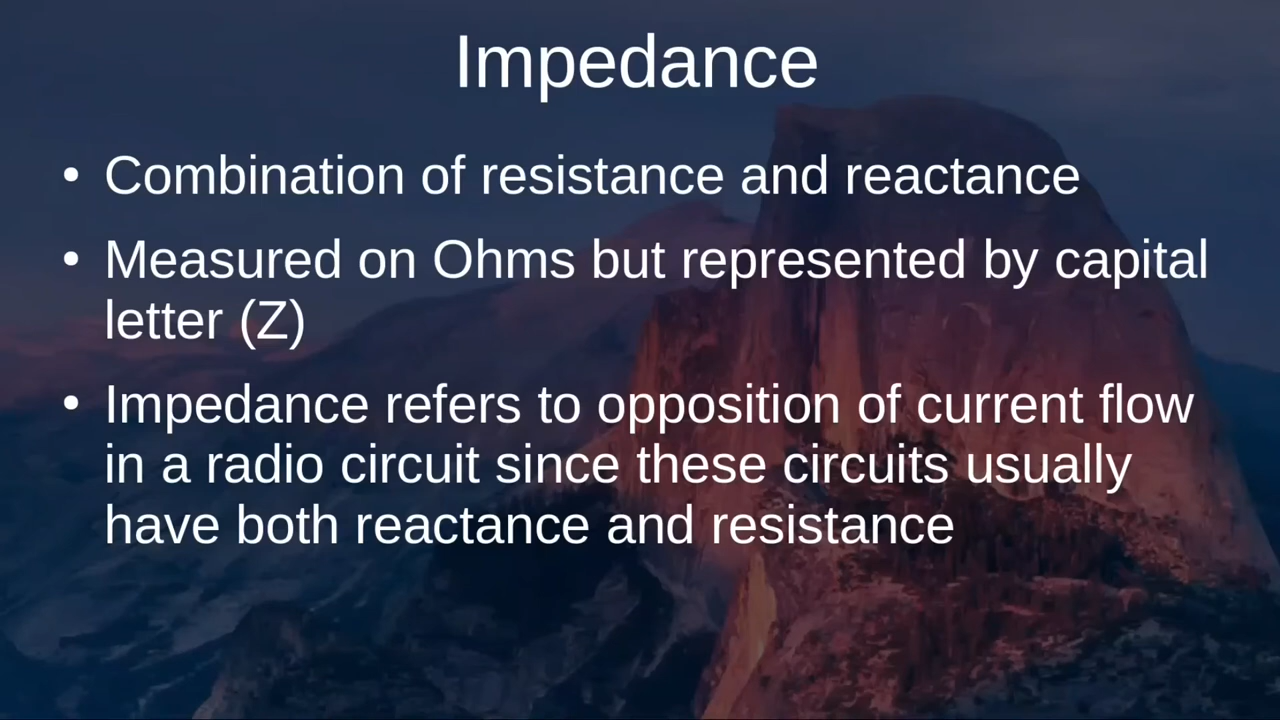 Impedance
• Combination of resistance and reactance
• Measured on Ohms but represented by capital
letter (Z)
• Impedance refers to opposition of current flow
in a radio circuit since these circuits usually
have both reactance and resistance